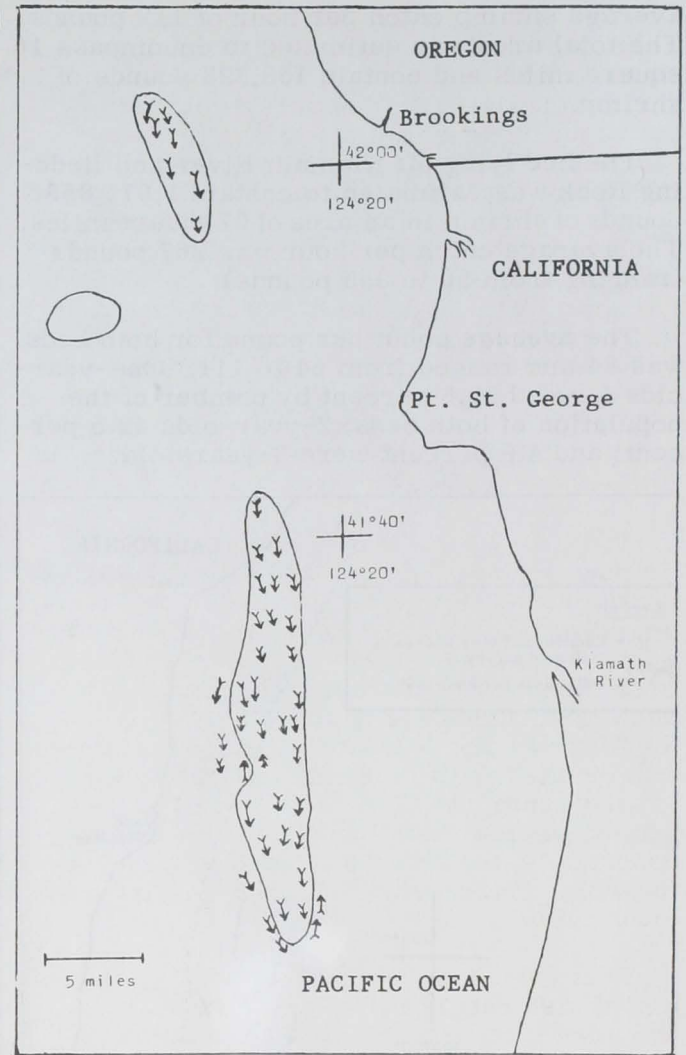 OREGON
Brookings
42°00'
124°20'
CALIFORNIA
Pt. St. George
41°40'
124°20'
Klamath
River
5 miles
PACIFIC OCEAN